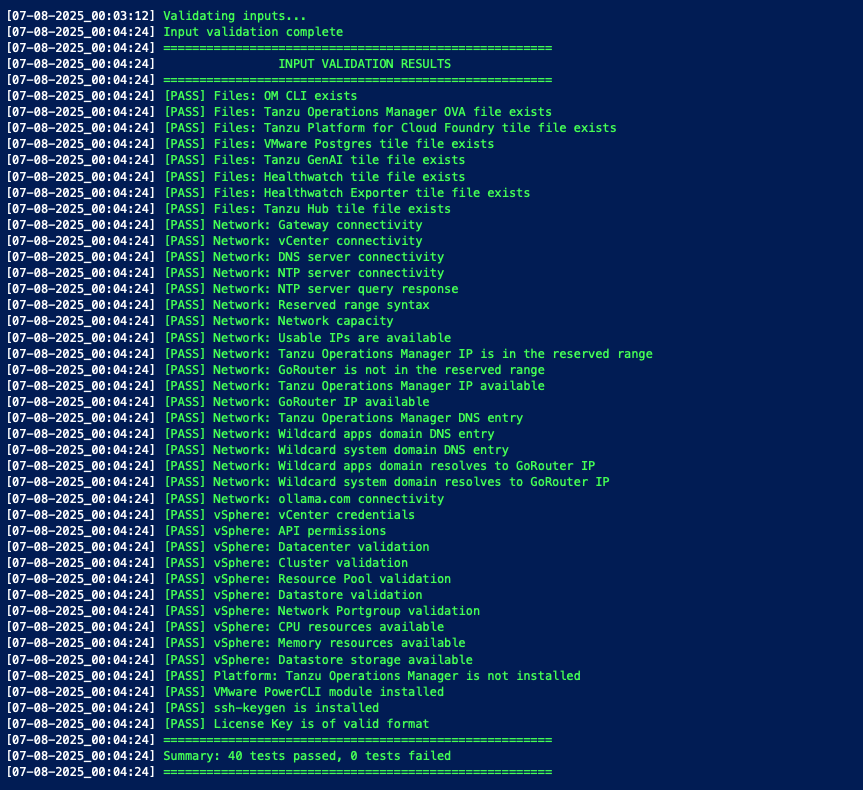 [07-08-2025_00:03:12] Validating inputs...
[07-08-2025_00:04:24] Input validation complete
[07-08-2025_00:04:24] ======================================================
[07-08-2025_00:04:24]                 INPUT VALIDATION RESULTS
[07-08-2025_00:04:24] ======================================================
[07-08-2025_00:04:24] [PASS] Files: OM CLI exists
[07-08-2025_00:04:24] [PASS] Files: Tanzu Operations Manager OVA file exists
[07-08-2025_00:04:24] [PASS] Files: Tanzu Platform for Cloud Foundry tile file exists
[07-08-2025_00:04:24] [PASS] Files: VMware Postgres tile file exists
[07-08-2025_00:04:24] [PASS] Files: Tanzu GenAI tile file exists
[07-08-2025_00:04:24] [PASS] Files: Healthwatch tile file exists
[07-08-2025_00:04:24] [PASS] Files: Healthwatch Exporter tile file exists
[07-08-2025_00:04:24] [PASS] Files: Tanzu Hub tile file exists
[07-08-2025_00:04:24] [PASS] Network: Gateway connectivity
[07-08-2025_00:04:24] [PASS] Network: vCenter connectivity
[07-08-2025_00:04:24] [PASS] Network: DNS server connectivity
[07-08-2025_00:04:24] [PASS] Network: NTP server connectivity
[07-08-2025_00:04:24] [PASS] Network: NTP server query response
[07-08-2025_00:04:24] [PASS] Network: Reserved range syntax
[07-08-2025_00:04:24] [PASS] Network: Network capacity
[07-08-2025_00:04:24] [PASS] Network: Usable IPs are available
[07-08-2025_00:04:24] [PASS] Network: Tanzu Operations Manager IP is in the reserved range
[07-08-2025_00:04:24] [PASS] Network: GoRouter is not in the reserved range
[07-08-2025_00:04:24] [PASS] Network: Tanzu Operations Manager IP available
[07-08-2025_00:04:24] [PASS] Network: GoRouter IP available
[07-08-2025_00:04:24] [PASS] Network: Tanzu Operations Manager DNS entry
[07-08-2025_00:04:24] [PASS] Network: Wildcard apps domain DNS entry
[07-08-2025_00:04:24] [PASS] Network: Wildcard system domain DNS entry
[07-08-2025_00:04:24] [PASS] Network: Wildcard apps domain resolves to GoRouter IP
[07-08-2025_00:04:24] [PASS] Network: Wildcard system domain resolves to GoRouter IP
[07-08-2025_00:04:24] [PASS] Network: ollama.com connectivity
[07-08-2025_00:04:24] [PASS] vSphere: vCenter credentials
[07-08-2025_00:04:24] [PASS] vSphere: API permissions
[07-08-2025_00:04:24] [PASS] vSphere: Datacenter validation
[07-08-2025_00:04:24] [PASS] vSphere: Cluster validation
[07-08-2025_00:04:24] [PASS] vSphere: Resource Pool validation
[07-08-2025_00:04:24] [PASS] vSphere: Datastore validation
[07-08-2025_00:04:24] [PASS] vSphere: Network Portgroup validation
[07-08-2025_00:04:24] [PASS] vSphere: CPU resources available
[07-08-2025_00:04:24] [PASS] vSphere: Memory resources available
[07-08-2025_00:04:24] [PASS] vSphere: Datastore storage available
[07-08-2025_00:04:24] [PASS] Platform: Tanzu Operations Manager is not installed
[07-08-2025_00:04:24] [PASS] VMware PowerCLI module installed
[07-08-2025_00:04:24] [PASS] ssh-keygen is installed
[07-08-2025_00:04:24] [PASS] License Key is of valid format
[07-08-2025_00:04:24] ======================================================
[07-08-2025_00:04:24] Summary: 40 tests passed, 0 tests failed
[07-08-2025_00:04:24] ======================================================